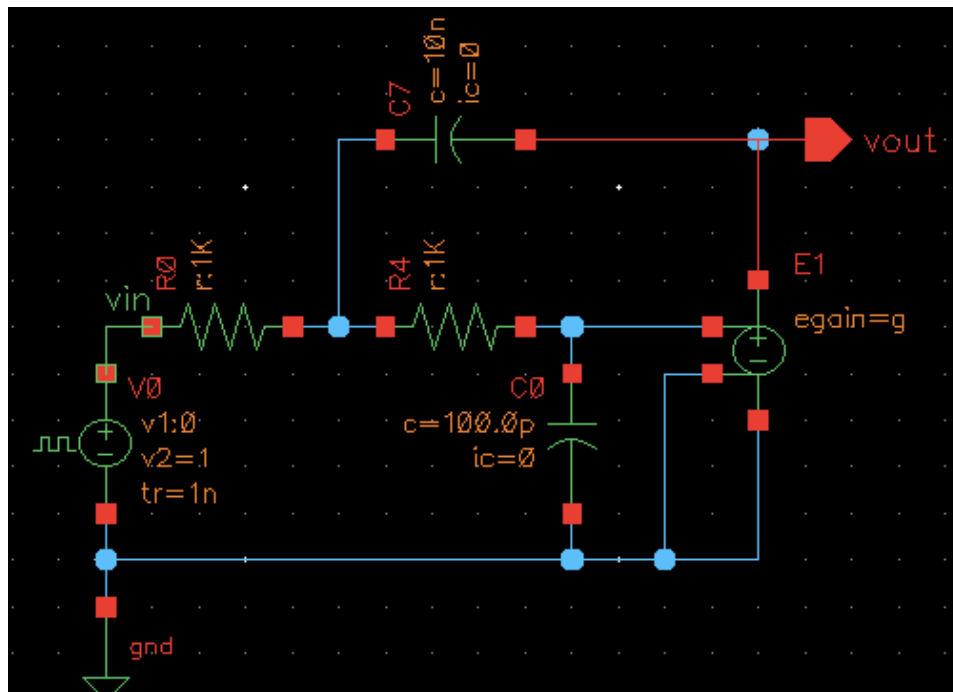 C7
c=10n
ic=0
vout
R0
r:1K
R4
r:1K
E1
vin
egain=g
V0
C0
v1:0
c=100.0p
v2=1
ic=0
tr=1n
gnd